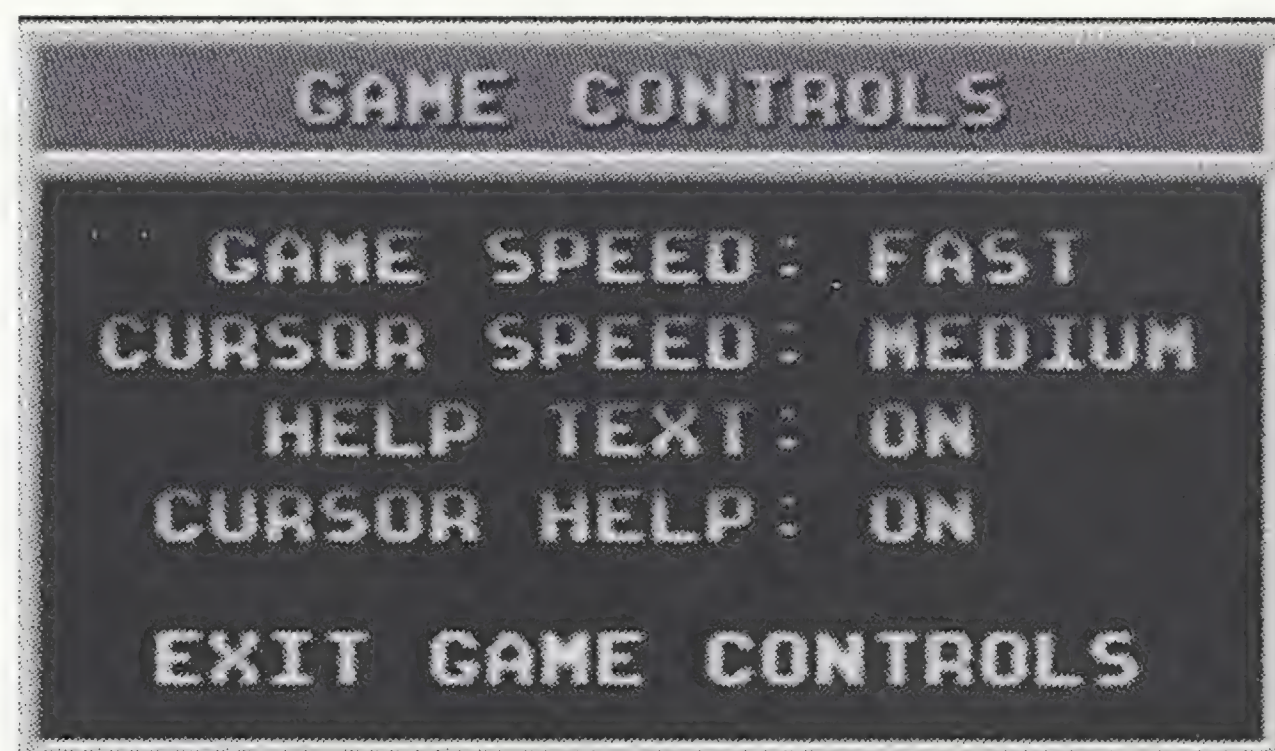 GAME CONTROLS
GAME SPEED: FAST
CURSOR SPEED: MEDIUM
HELP TEXT: ON
CURSOR HELP: ON
EXIT GAME CONTROLS